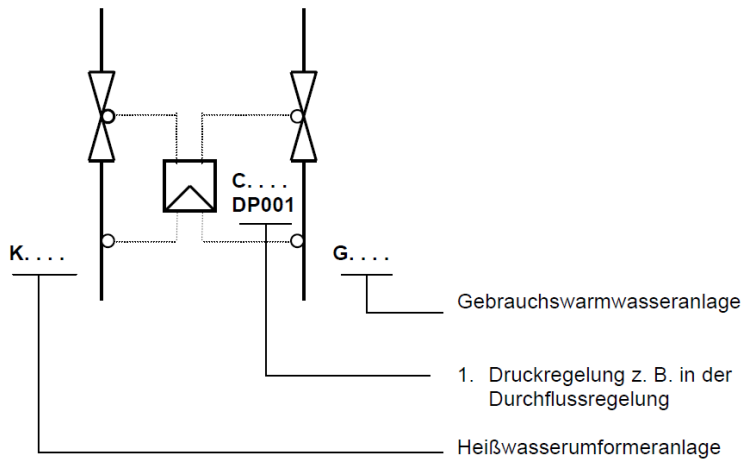 C. . . .
DP001
K. . . .
G. . . .
Gebrauchswarmwasseranlage
1. Druckregelung z. B. in der
Durchflussregelung
Heißwasserumformeranlage